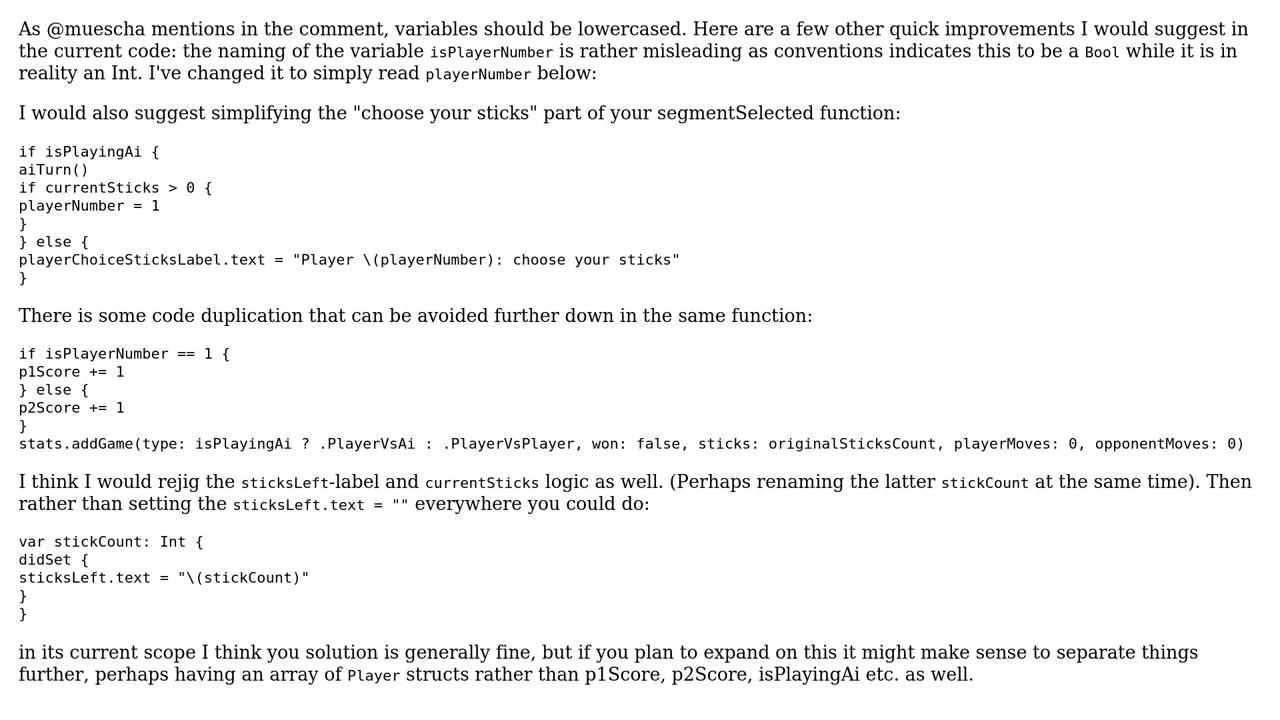 As @muescha mentions in the comment, variables should be lowercased. Here are a few other quick improvements I would suggest in
the current code: the naming of the variable isPlayerNumber is rather misleading as conventions indicates this to be a Bool while it is in
reality an Int. I've changed it to simply read playerNumber below:
I would also suggest simplifying the "choose your sticks" part of your segmentSelected function:
if isPlayingAi {
aiTurn()
if currentSticks > 0 {
playerNumber = 1
}
} else {
playerChoiceSticksLabel.text = "Player \(playerNumber): choose your sticks"
}
There is some code duplication that can be avoided further down in the same function:
if isPlayerNumber == 1 {
p1Score += 1
} else {
p2Score += 1
}
stats.addGame(type: isPlayingAi ? .PlayerVsAi : .PlayerVsPlayer, won: false, sticks: originalSticksCount, playerMoves: 0, opponentMoves: 0)
I think I would rejig the sticksLeft-label and currentSticks logic as well. (Perhaps renaming the latter stickCount at the same time). Then
rather than setting the sticksLeft.text = "" everywhere you could do:
var stickCount: Int {
didSet {
sticksLeft.text = "\(stickCount)"
}
}
in its current scope I think you solution is generally fine, but if you plan to expand on this it might make sense to separate things
further, perhaps having an array of Player structs rather than p1Score, p2Score, isPlayingAi etc. as well.